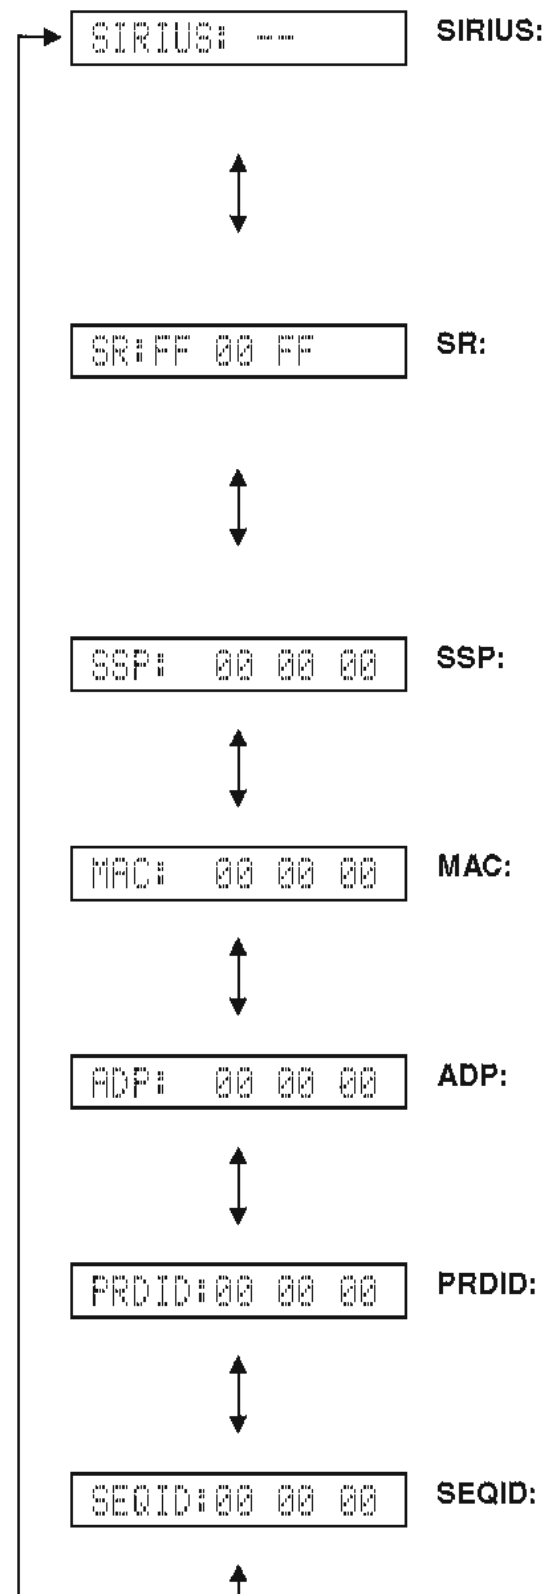 SIRIUS: -- SIRIUS:
SR:FF 00 FF SR:
SSP: 00 00 00 SSP:
MAC: 00 00 00 MAC:
ADP: 00 00 00 ADP:
PRDID:00 00 00 PRDID:
SEQID:00 00 00 SEQID: